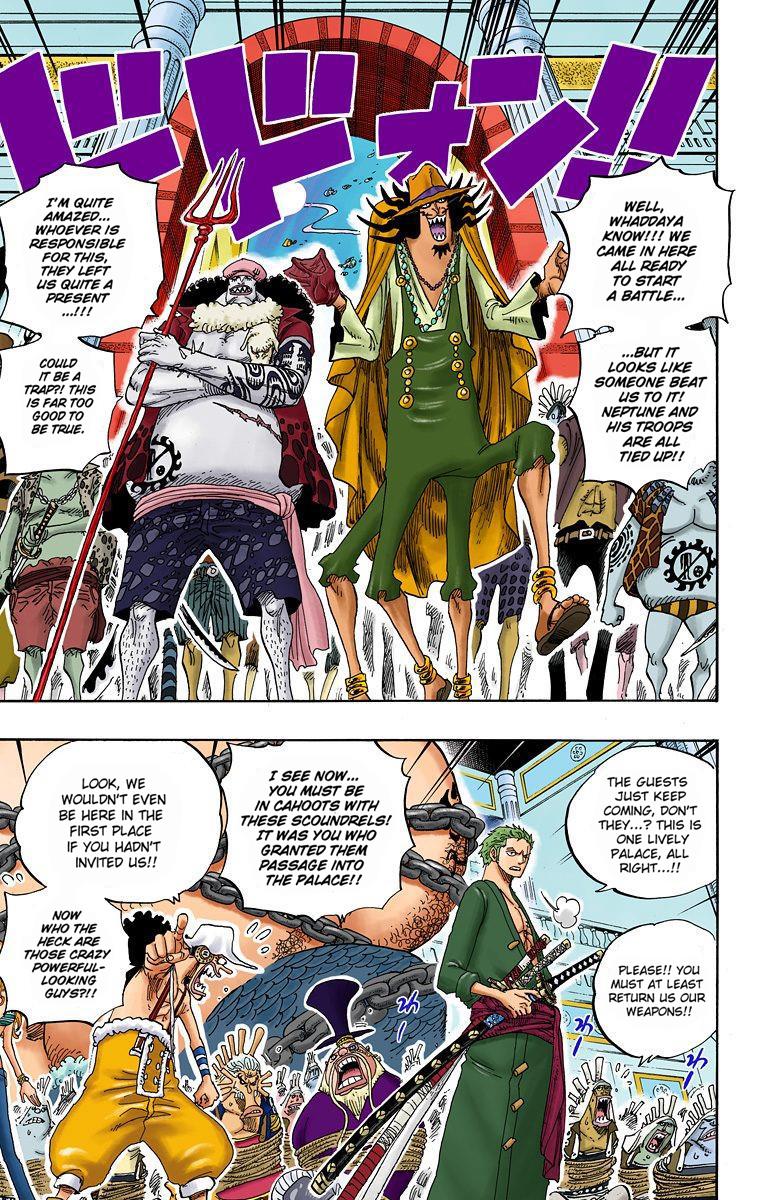 ドドォン!!
WELL,
WHADDAYA
KNOW!!! WE
CAME IN HERE
ALL READY
TO START
A BATTLE...
...BUT IT
LOOKS LIKE
SOMEONE BEAT
US TO IT!
NEPTUNE AND
HIS TROOPS
ARE ALL
TIED UP!!
I'M QUITE
AMAZED...
WHOEVER IS
RESPONSIBLE
FOR THIS,
THEY LEFT
US QUITE A
PRESENT
...!!!
COULD
IT BE A
TRAP?! THIS
IS FAR TOO
GOOD TO
BE TRUE.
THE GUESTS
JUST KEEP
COMING, DON'T
THEY...? THIS IS
ONE LIVELY
PALACE, ALL
RIGHT...!!
PLEASE!! YOU
MUST AT LEAST
RETURN US OUR
WEAPONS!!
I SEE NOW...
YOU MUST BE
IN CAHOOTS WITH
THESE SCOUNDRELS!
IT WAS YOU WHO
GRANTED THEM
PASSAGE INTO
THE PALACE!!
LOOK, WE
WOULDN'T EVEN
BE HERE IN THE
FIRST PLACE
IF YOU HADN'T
INVITED US!!
NOW
WHO THE
HECK ARE
THOSE CRAZY
POWERFUL-
LOOKING
GUYS?!!